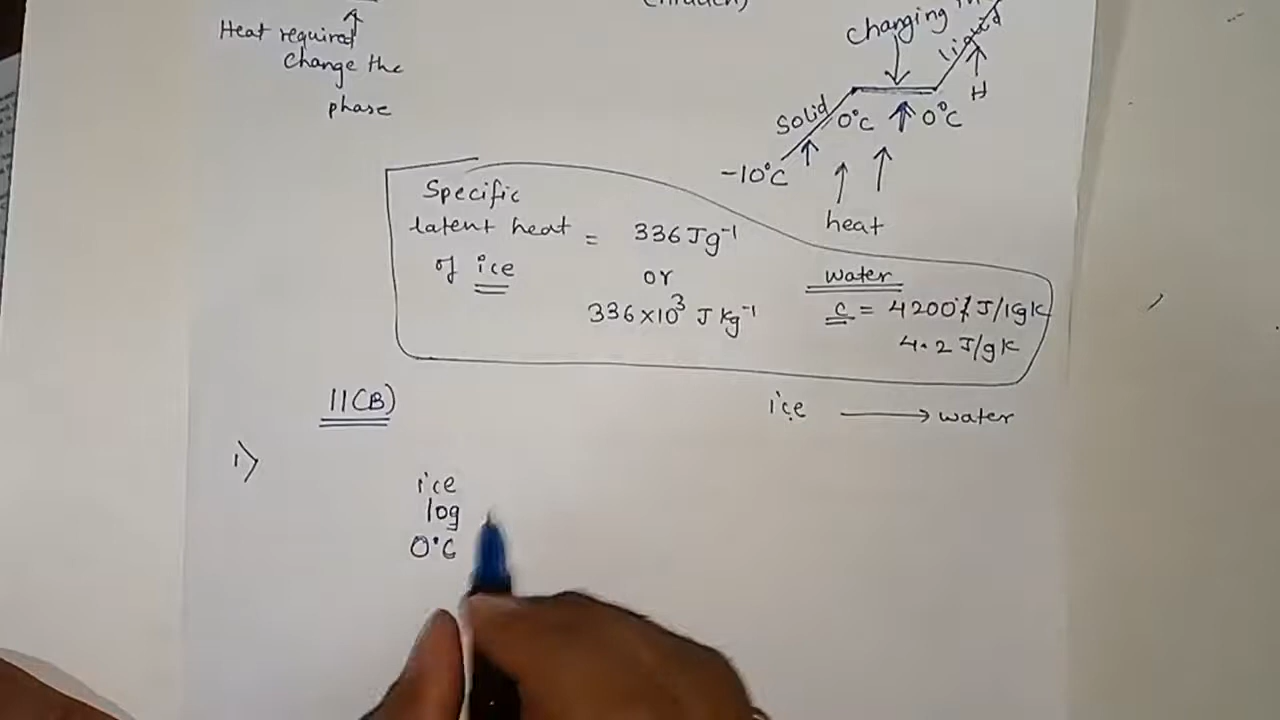 Heat required
Change the
phase
changing
liquid
H
Solid
0°C
0°C
-10°C
heat
Specific
latent heat = 336 Jg⁻¹
of ice
or
336×10³ J Kg⁻¹
water
c = 4200 J/kgK
4.2 J/gK
11(B)
ice → water
1)
ice
10g
0°C